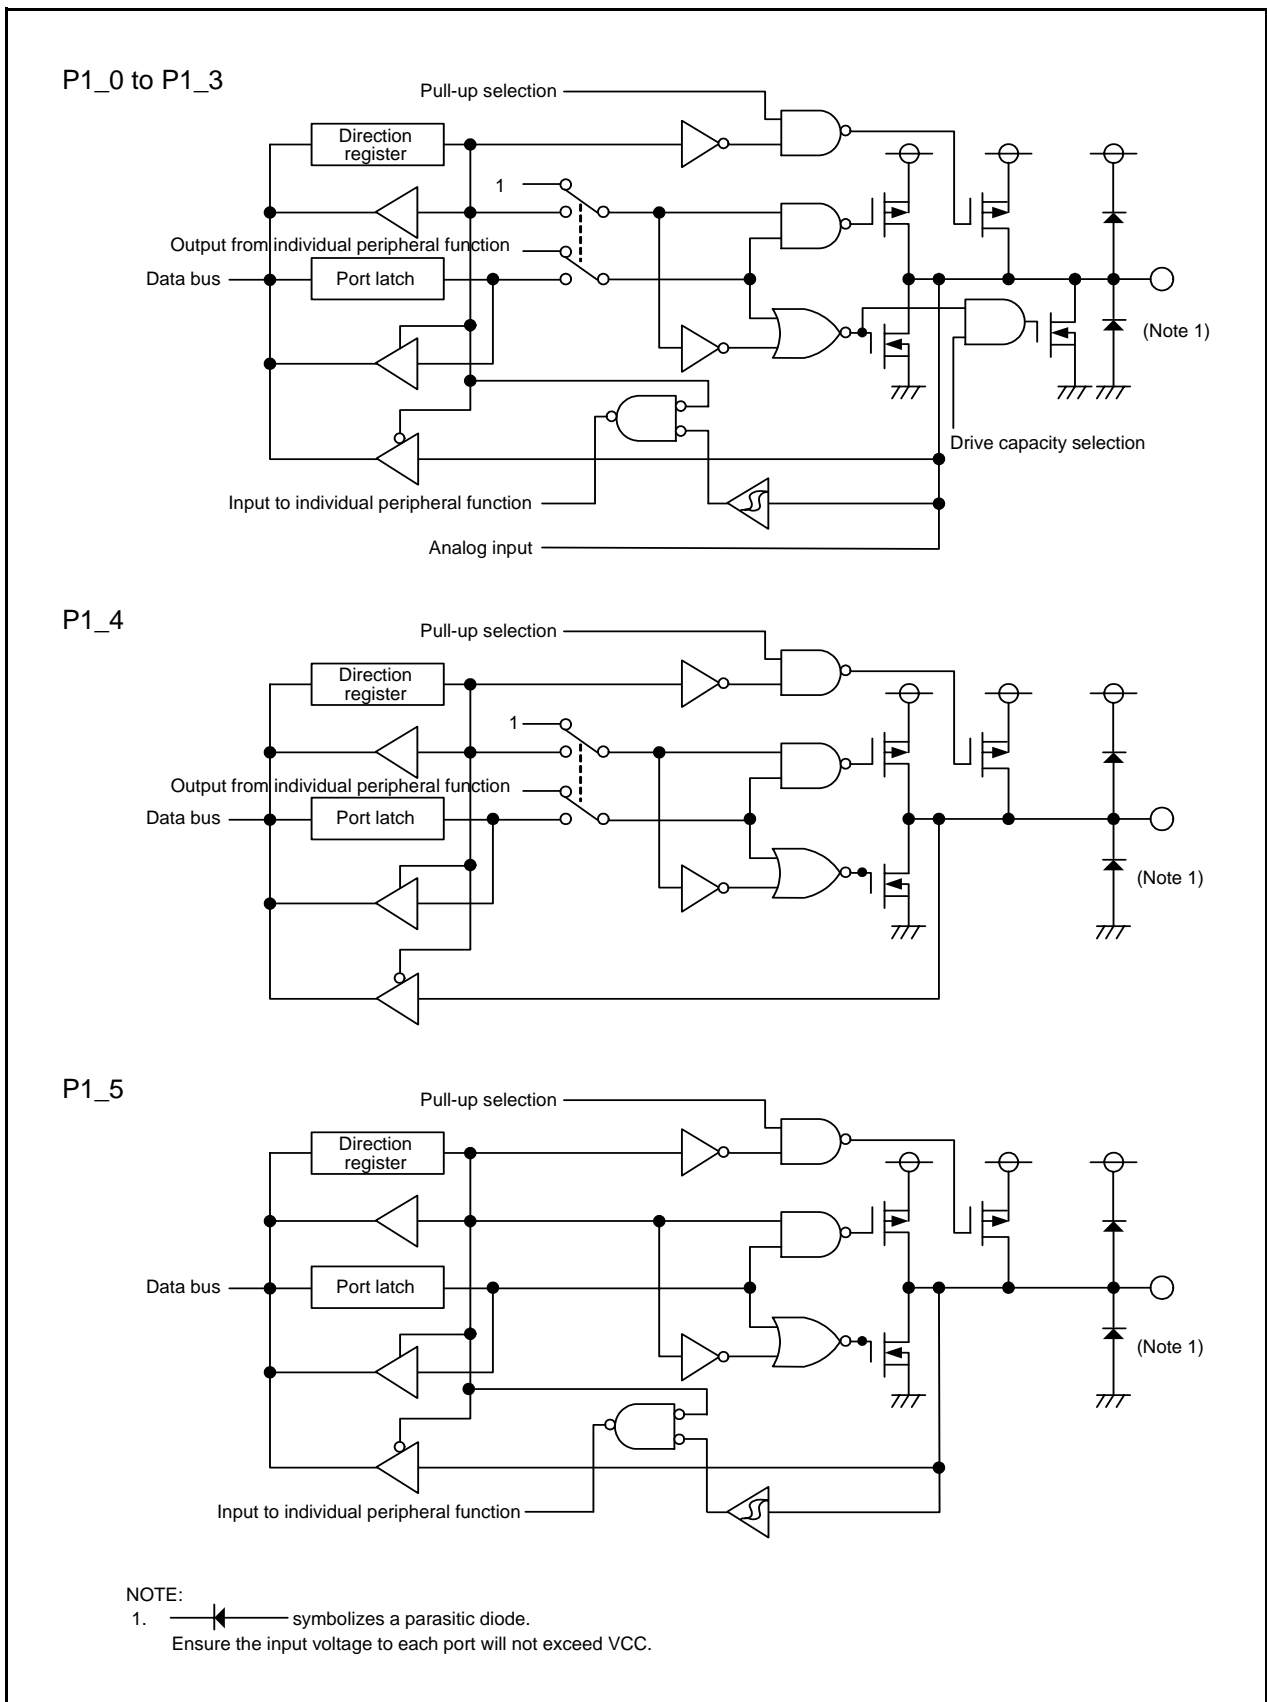 P1_0 to P1_3
Pull-up selection
Direction
register
1
Output from individual peripheral function
Data bus
Port latch
(Note 1)
Drive capacity selection
Input to individual peripheral function
Analog input
P1_4
Pull-up selection
Direction
register
1
Output from individual peripheral function
Data bus
Port latch
(Note 1)
P1_5
Pull-up selection
Direction
register
Data bus
Port latch
(Note 1)
Input to individual peripheral function
NOTE:
1. symbolizes a parasitic diode.
Ensure the input voltage to each port will not exceed VCC.